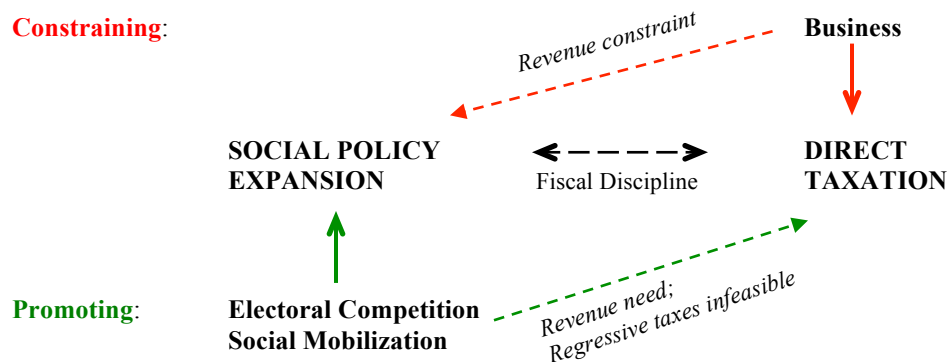 Constraining:
Business
Revenue constraint
SOCIAL POLICY
EXPANSION
Fiscal Discipline
DIRECT
TAXATION
Promoting:
Electoral Competition
Social Mobilization
Revenue need;
Regressive taxes infeasible